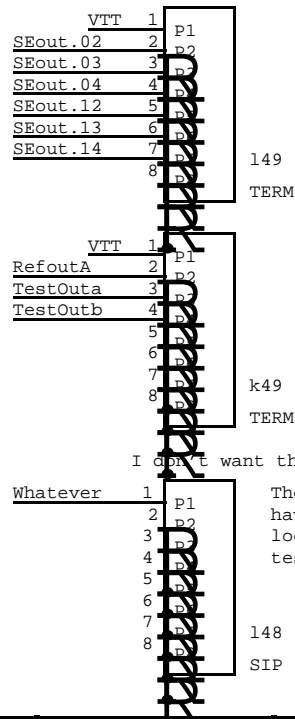 VTT 1 P1
SEout.02 2 P2
SEout.03 3
SEout.04 4
SEout.12 5
SEout.13 6
SEout.14 7
8
l49
TERM
VTT 1 P1
RefoutA 2 P2
TestOuta 3
TestOutb 4
5
6
7
8
k49
TERM
I don't want th
Whatever 1 P1
2 P2
3
4
5
6
7
8
The
hav
loo
tes
l48
SIP